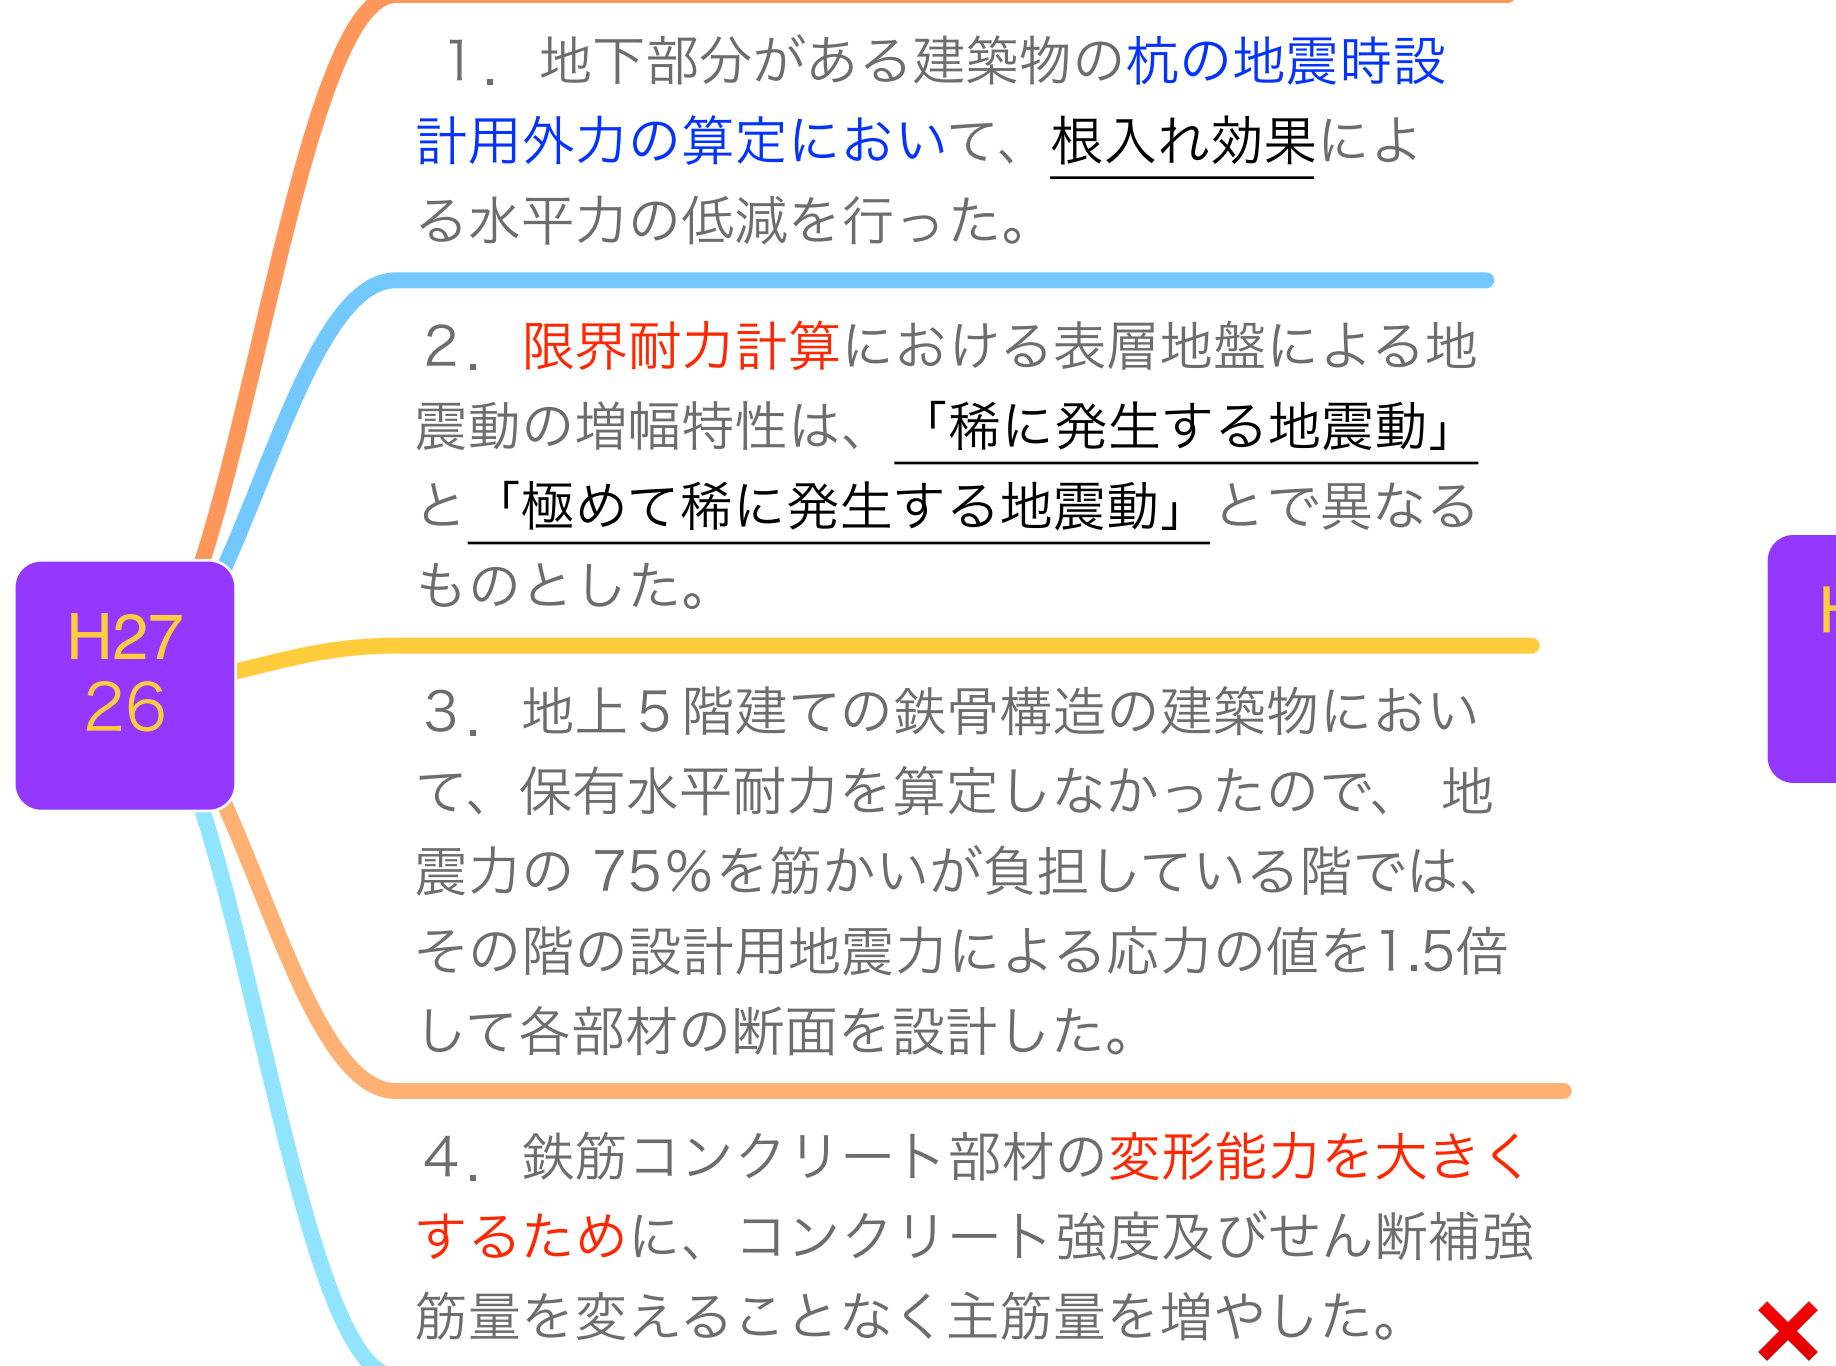 １． 地下部分がある建築物の杭の地震時設
計用外力の算定において、根入れ効果によ
る水平力の低減を行った。
２．限界耐力計算における表層地盤による地
震動の増幅特性は、「稀に発生する地震動」
と「極めて稀に発生する地震動」とで異なる
ものとした。
H27
26
３． 地上５階建ての鉄骨構造の建築物におい
て、保有水平耐力を算定しなかったので、 地
震力の 75%を筋かいが負担している階では、
その階の設計用地震力による応力の値を1.5倍
して各部材の断面を設計した。
４．鉄筋コンクリート部材の変形能力を大きく
するために、コンクリート強度及びせん断補強
筋量を変えることなく主筋量を増やした。